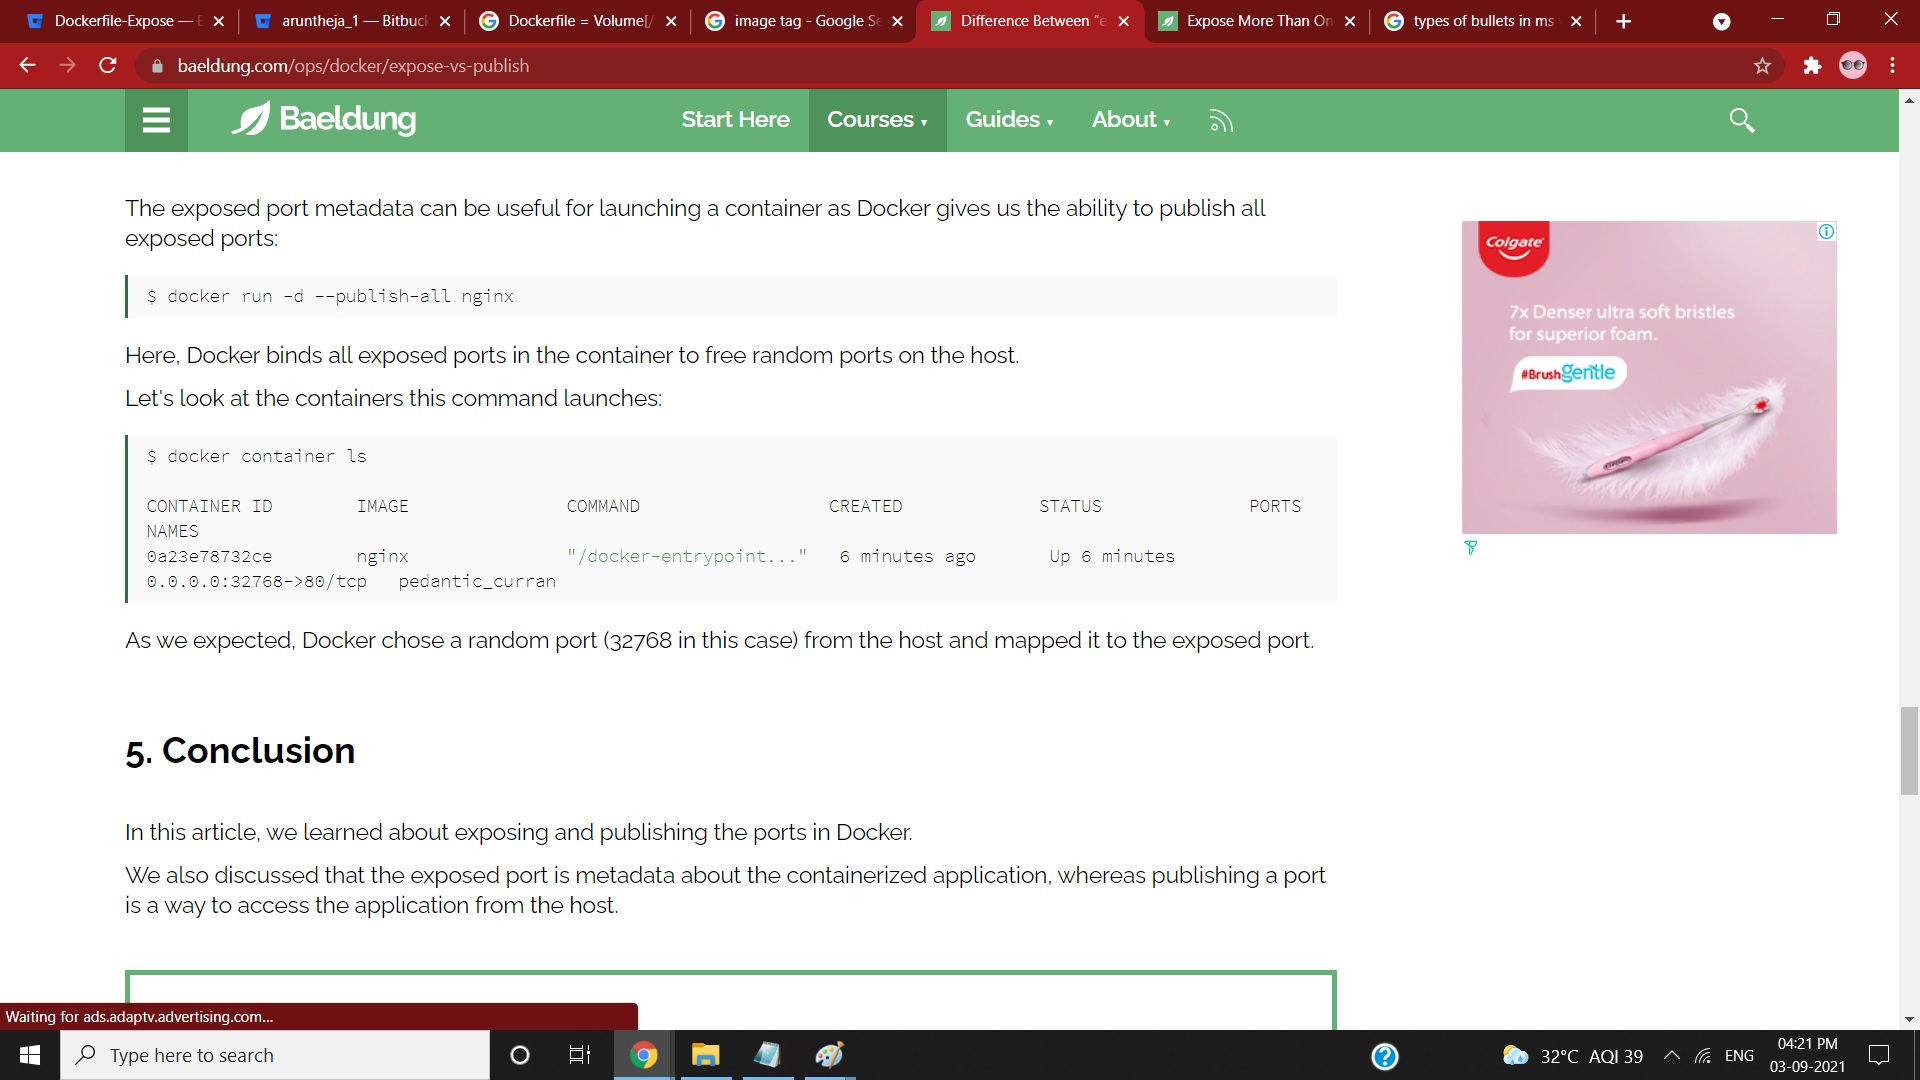 Dockerfile-Expose —
aruntheja_1 — Bitbuc
Dockerfile = Volume[/
image tag - Google Se
Difference Between "e
Expose More Than On
types of bullets in ms
baeldung.com/ops/docker/expose-vs-publish
Baeldung
Start Here
Courses
Guides
About
The exposed port metadata can be useful for launching a container as Docker gives us the ability to publish all
exposed ports:
$ docker run -d --publish-all nginx
Here, Docker binds all exposed ports in the container to free random ports on the host.
Let's look at the containers this command launches:
$ docker container ls
CONTAINER ID IMAGE COMMAND CREATED STATUS PORTS
NAMES
0a23e78732ce nginx "/docker-entrypoint..." 6 minutes ago Up 6 minutes
0.0.0.0:32768->80/tcp pedantic_curran
As we expected, Docker chose a random port (32768 in this case) from the host and mapped it to the exposed port.
5. Conclusion
In this article, we learned about exposing and publishing the ports in Docker.
We also discussed that the exposed port is metadata about the containerized application, whereas publishing a port
is a way to access the application from the host.
Colgate
7x Denser ultra soft bristles
for superior foam.
#Brushgentle
Waiting for ads.adaptv.advertising.com...
Type here to search
32°C AQI 39
ENG
04:21 PM
03-09-2021